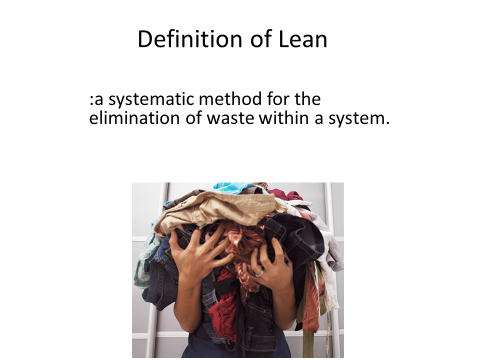 Definition of Lean
:a systematic method for the
elimination of waste within a system.